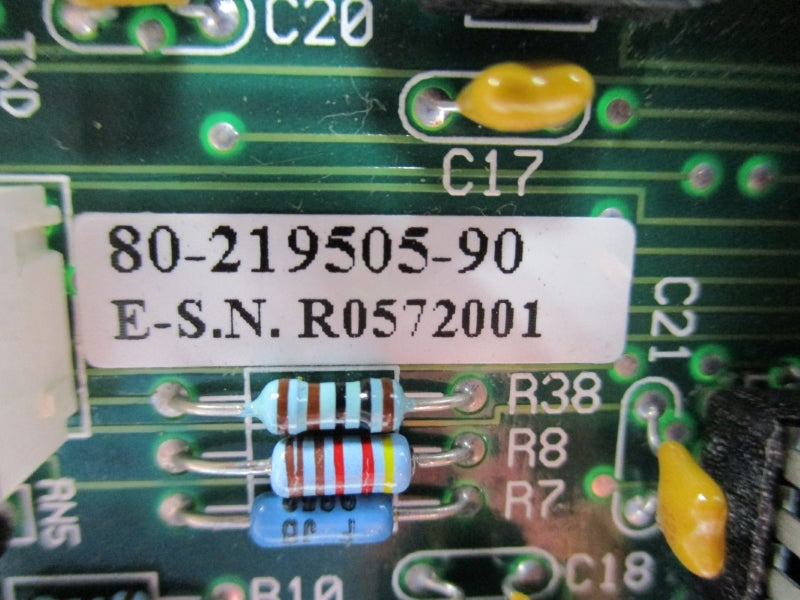 C20
TXD
C17
80-219505-90
E-S.N. R0572001
C21
R38
R8
R7
RN5
C18
R10